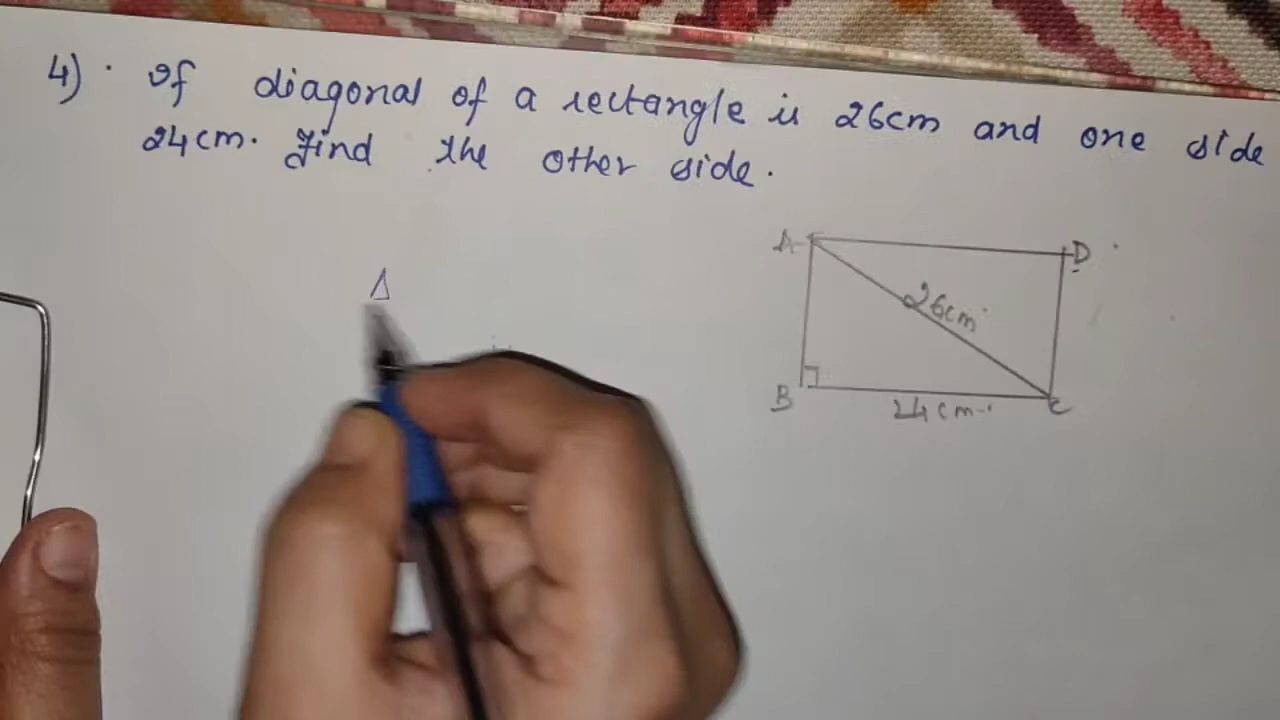 4). If diagonal of a rectangle is 26cm and one side
24cm. Find the other side.
Δ
A D
26cm
B C
24cm